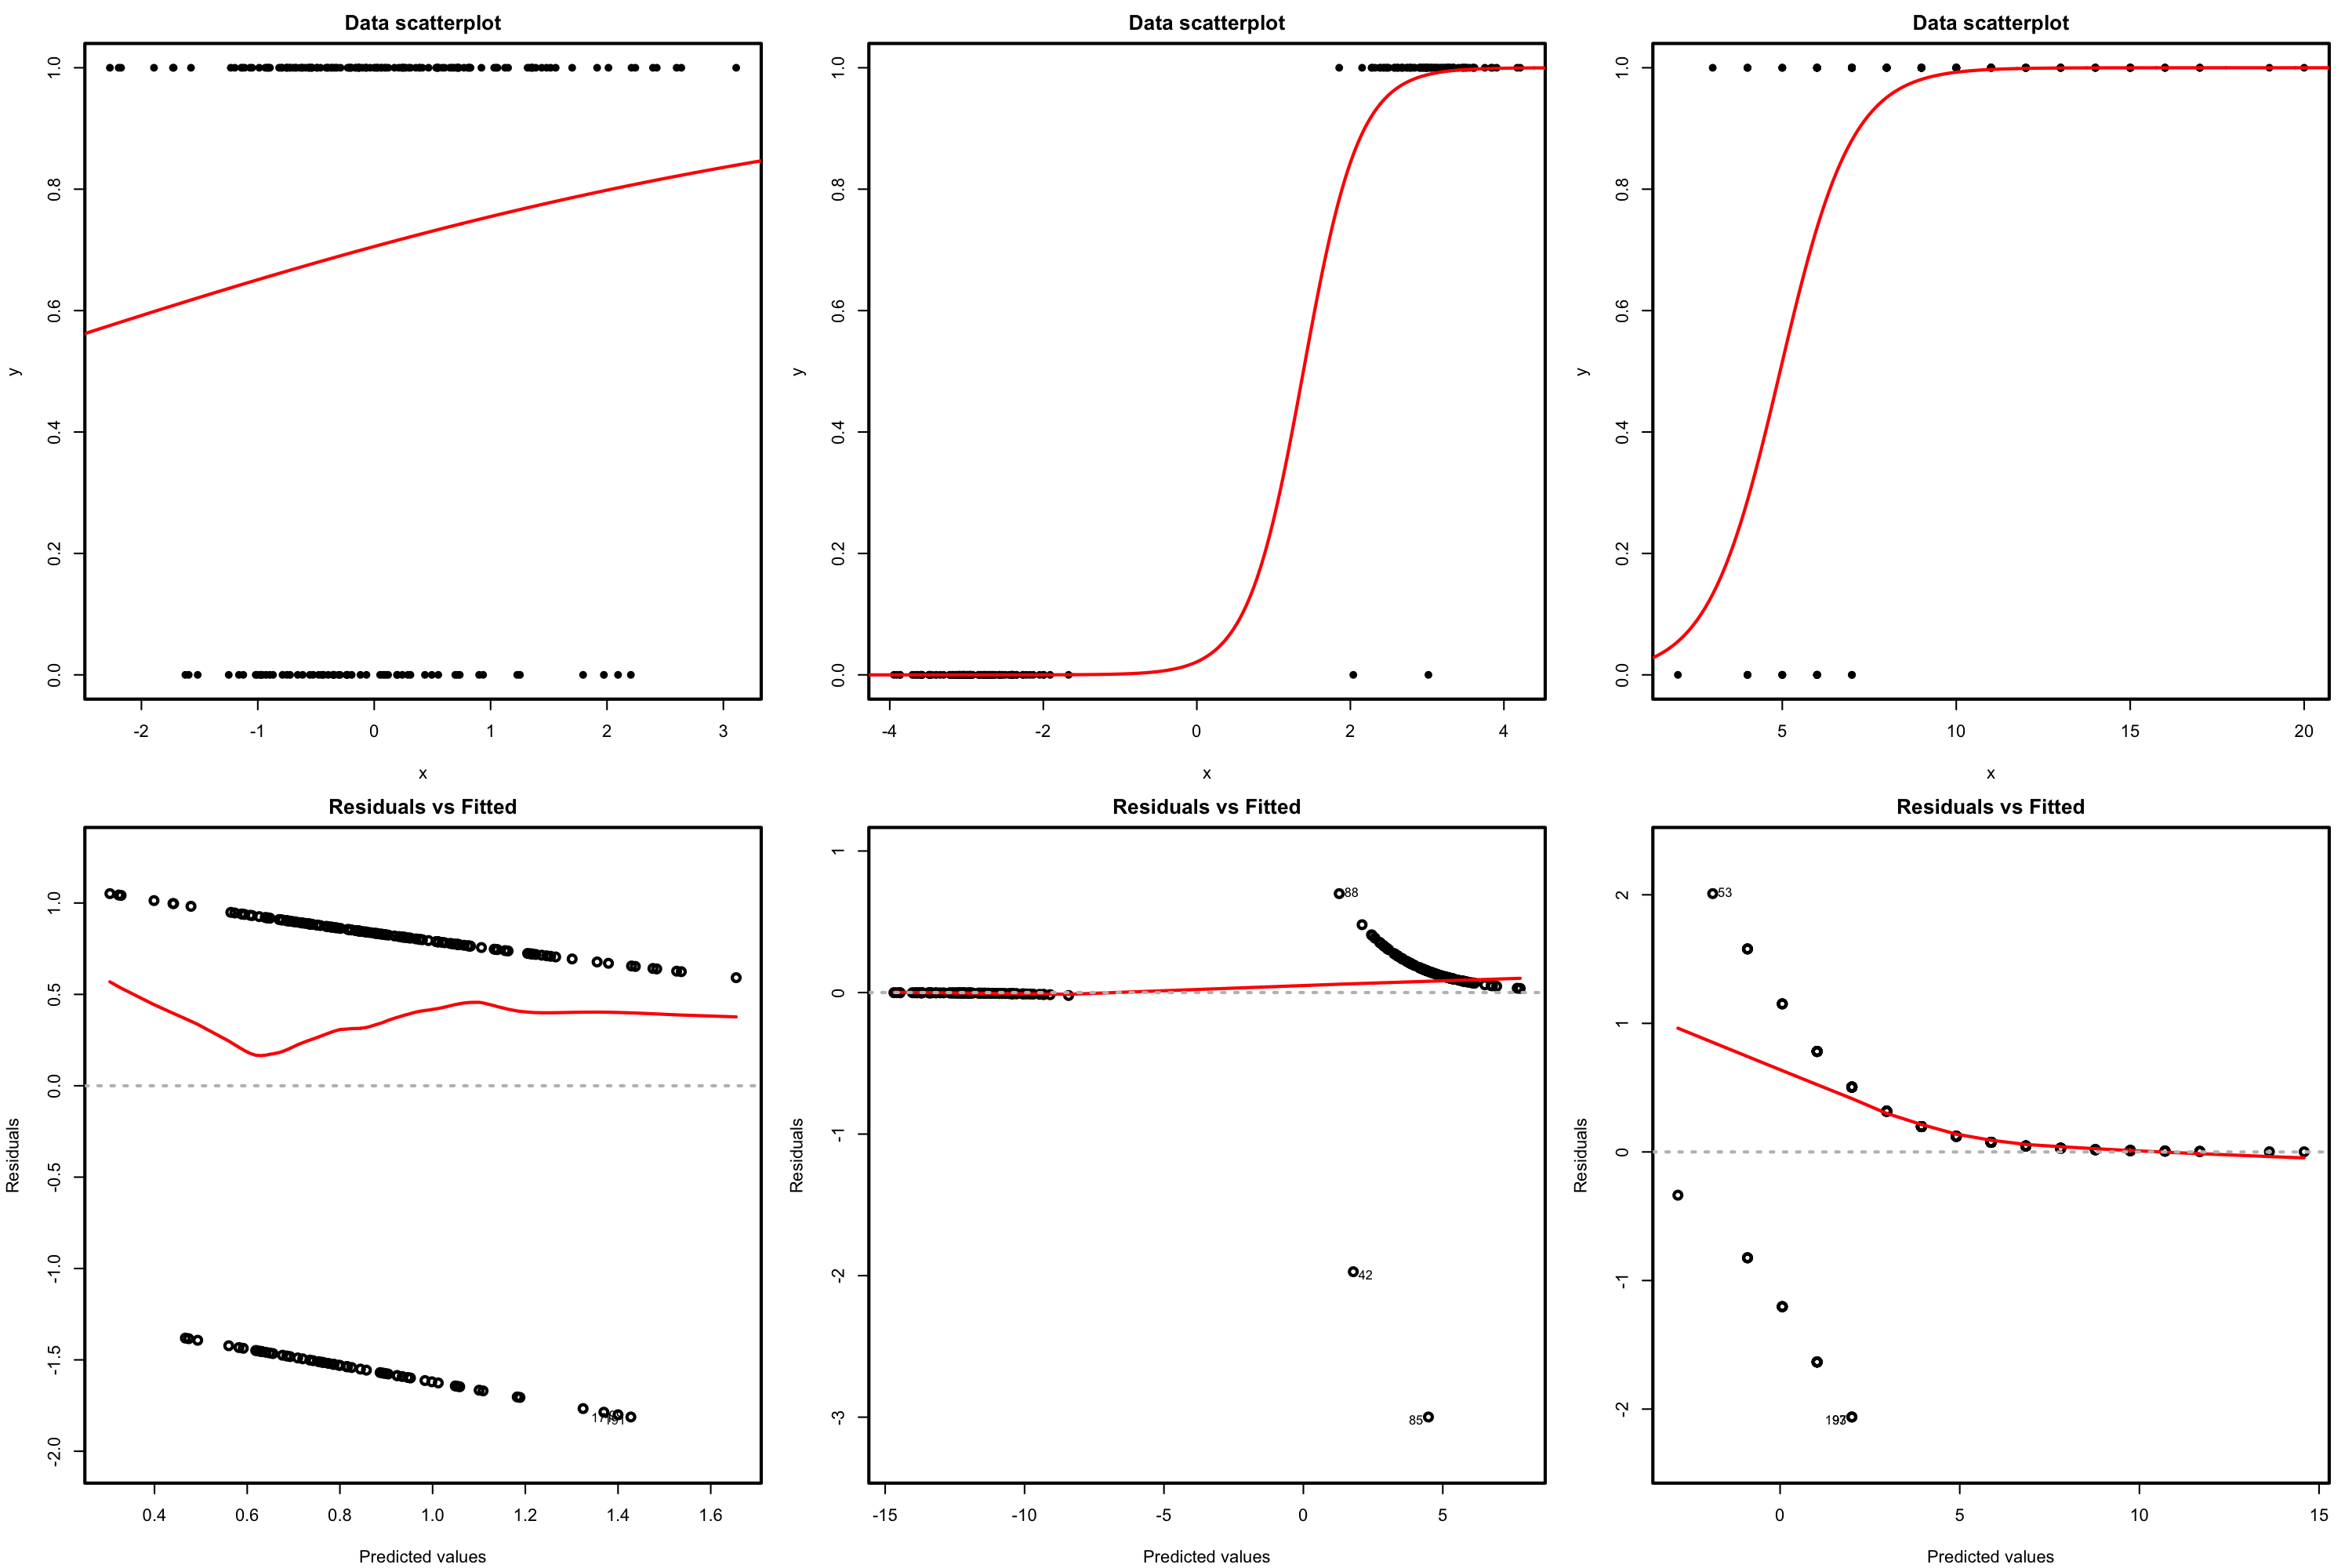 Data scatterplot
1.0
0.8
0.6
0.4
0.2
0.0
y
-2 -1 0 1 2 3
x
Data scatterplot
1.0
0.8
0.6
0.4
0.2
0.0
y
-4 -2 0 2 4
x
Data scatterplot
1.0
0.8
0.6
0.4
0.2
0.0
y
5 10 15 20
x
Residuals vs Fitted
1.0
0.5
0.0
-0.5
-1.0
-1.5
-2.0
Residuals
0.4 0.6 0.8 1.0 1.2 1.4 1.6
Predicted values
Residuals vs Fitted
1
0
-1
-2
-3
Residuals
88
42
85
-15 -10 -5 0 5
Predicted values
Residuals vs Fitted
2
1
0
-1
-2
Residuals
53
-0 5 10 15
Predicted values